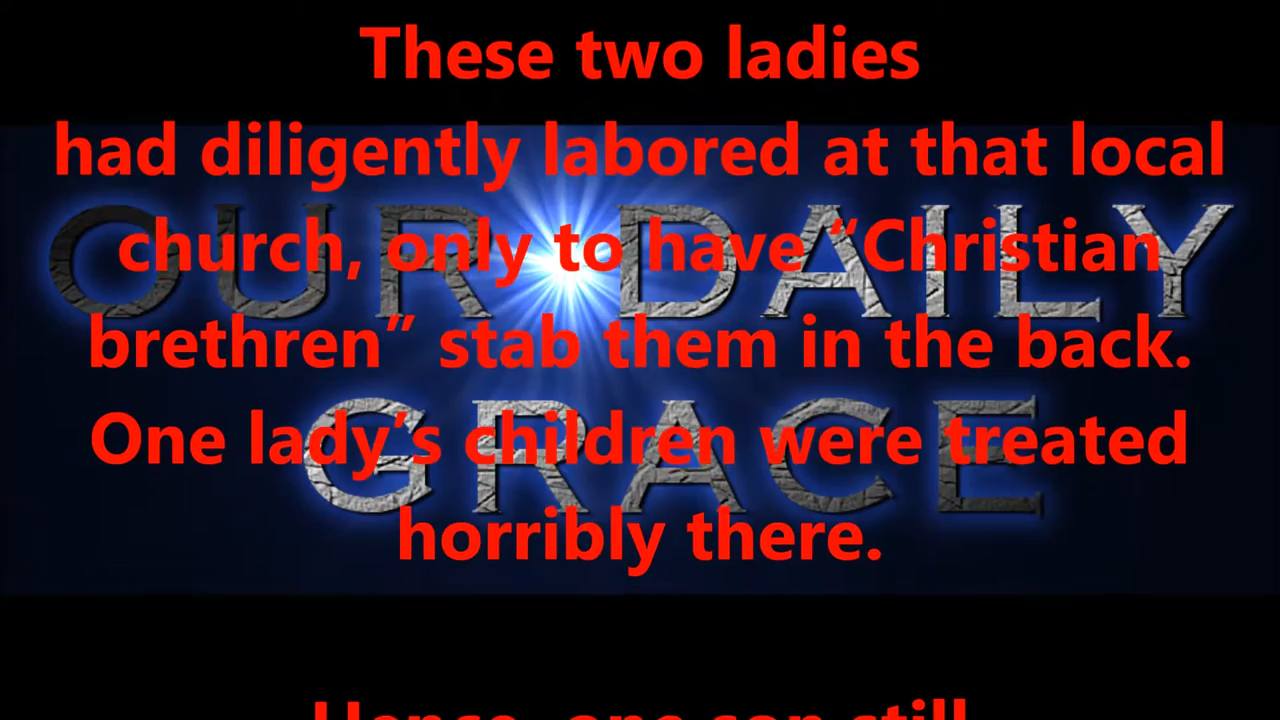 These two ladies
had diligently labored at that local
OUR DAILY
church, only to have “Christian
brethren” stab them in the back.
GRACE
One lady’s children were treated
horribly there.
Hence, one can still